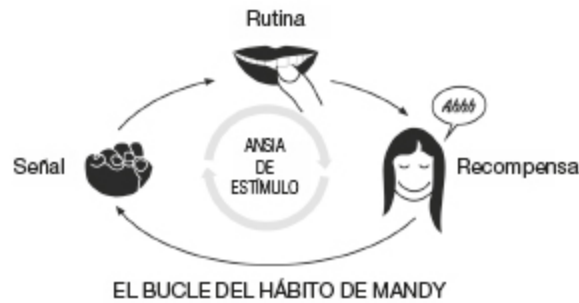 Rutina
Ahhh
Señal
ANSIA
DE
ESTÍMULO
Recompensa
EL BUCLE DEL HÁBITO DE MANDY